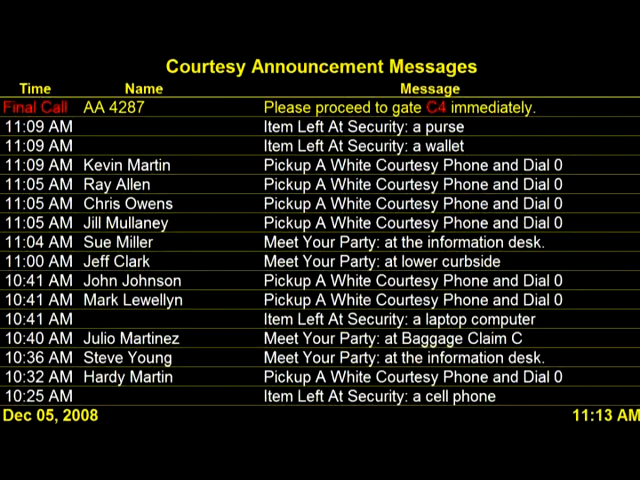 Courtesy Announcement Messages
Time Name Message
Final Call AA 4287 Please proceed to gate C4 immediately.
11:09 AM Item Left At Security: a purse
11:09 AM Item Left At Security: a wallet
11:09 AM Kevin Martin Pickup A White Courtesy Phone and Dial 0
11:05 AM Ray Allen Pickup A White Courtesy Phone and Dial 0
11:05 AM Chris Owens Pickup A White Courtesy Phone and Dial 0
11:05 AM Jill Mullaney Pickup A White Courtesy Phone and Dial 0
11:04 AM Sue Miller Meet Your Party: at the information desk.
11:00 AM Jeff Clark Meet Your Party: at lower curbside
10:41 AM John Johnson Pickup A White Courtesy Phone and Dial 0
10:41 AM Mark Lewellyn Pickup A White Courtesy Phone and Dial 0
10:41 AM Item Left At Security: a laptop computer
10:40 AM Julio Martinez Meet Your Party: at Baggage Claim C
10:36 AM Steve Young Meet Your Party: at the information desk.
10:32 AM Hardy Martin Pickup A White Courtesy Phone and Dial 0
10:25 AM Item Left At Security: a cell phone
Dec 05, 2008 11:13 AM